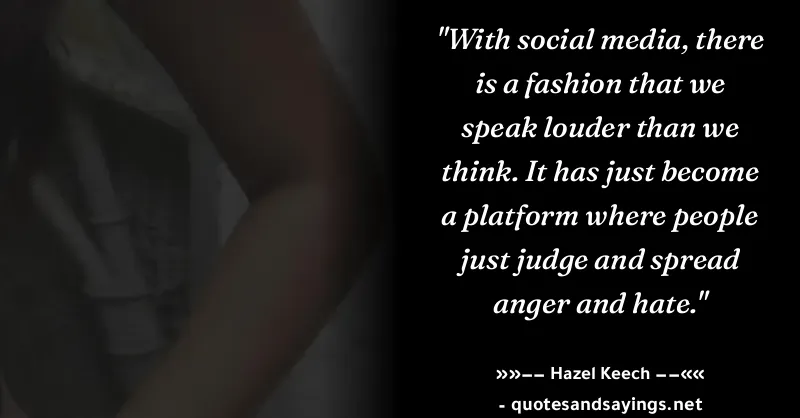 "With social media, there
is a fashion that we
speak louder than we
think. It has just become
a platform where people
just judge and spread
anger and hate."
»»–– Hazel Keech ––««
- quotesandsayings.net